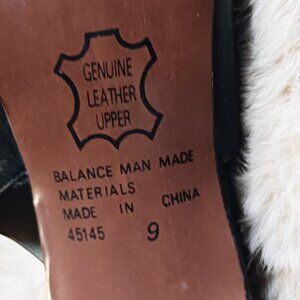 GENUINE
LEATHER
UPPER
BALANCE MAN MADE
MATERIALS
MADE IN CHINA
45145 9